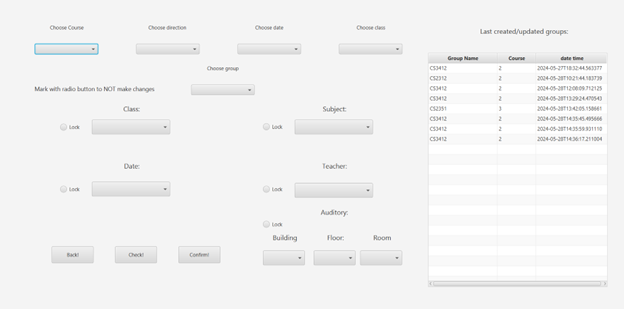 Choose Course
Choose direction
Choose date
Choose class
Last created/updated groups:
Choose group
Mark with radio button to NOT make changes
Class:
Subject:
Lock
Lock
Date:
Teacher:
Lock
Lock
Auditory:
Lock
Building
Floor:
Room
Back!
Check!
Confirm!
Group Name Course date time
CS3412 2 2024-05-27T18:32:44.563377
CS2312 2 2024-05-28T10:21:44.183739
CS3412 2 2024-05-28T12:08:09.712125
CS3412 2 2024-05-28T13:29:24.470543
CS2351 3 2024-05-28T13:42:05.158661
CS3412 2 2024-05-28T14:35:45.495666
CS3412 2 2024-05-28T14:35:59.931110
CS3412 2 2024-05-28T14:36:17.211004